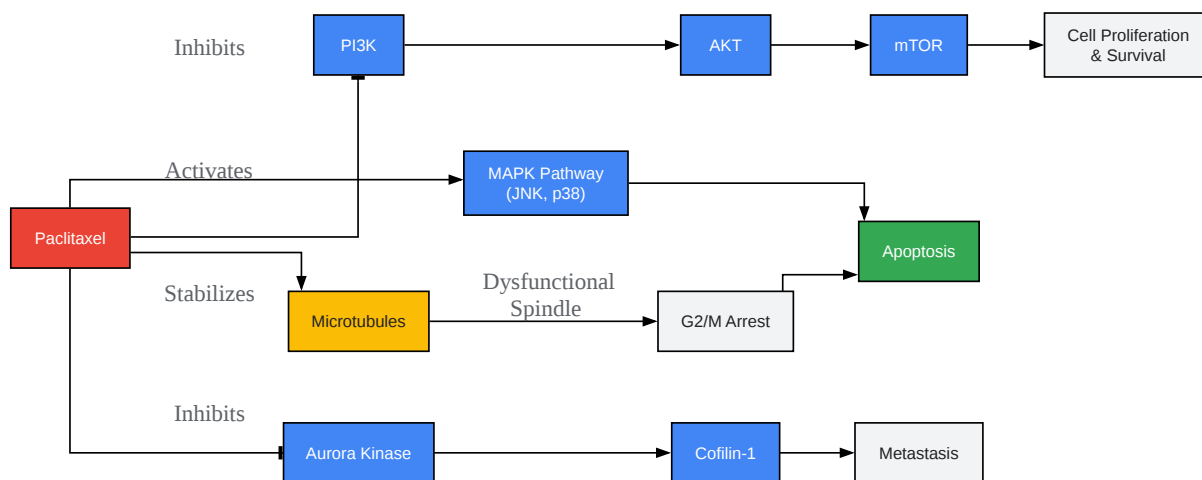 Inhibits
PI3K
AKT
mTOR
Cell Proliferation
& Survival
Activates
MAPK Pathway
(JNK, p38)
Paclitaxel
Apoptosis
Stabilizes
Microtubules
Dysfunctional
Spindle
G2/M Arrest
Inhibits
Aurora Kinase
Cofilin-1
Metastasis